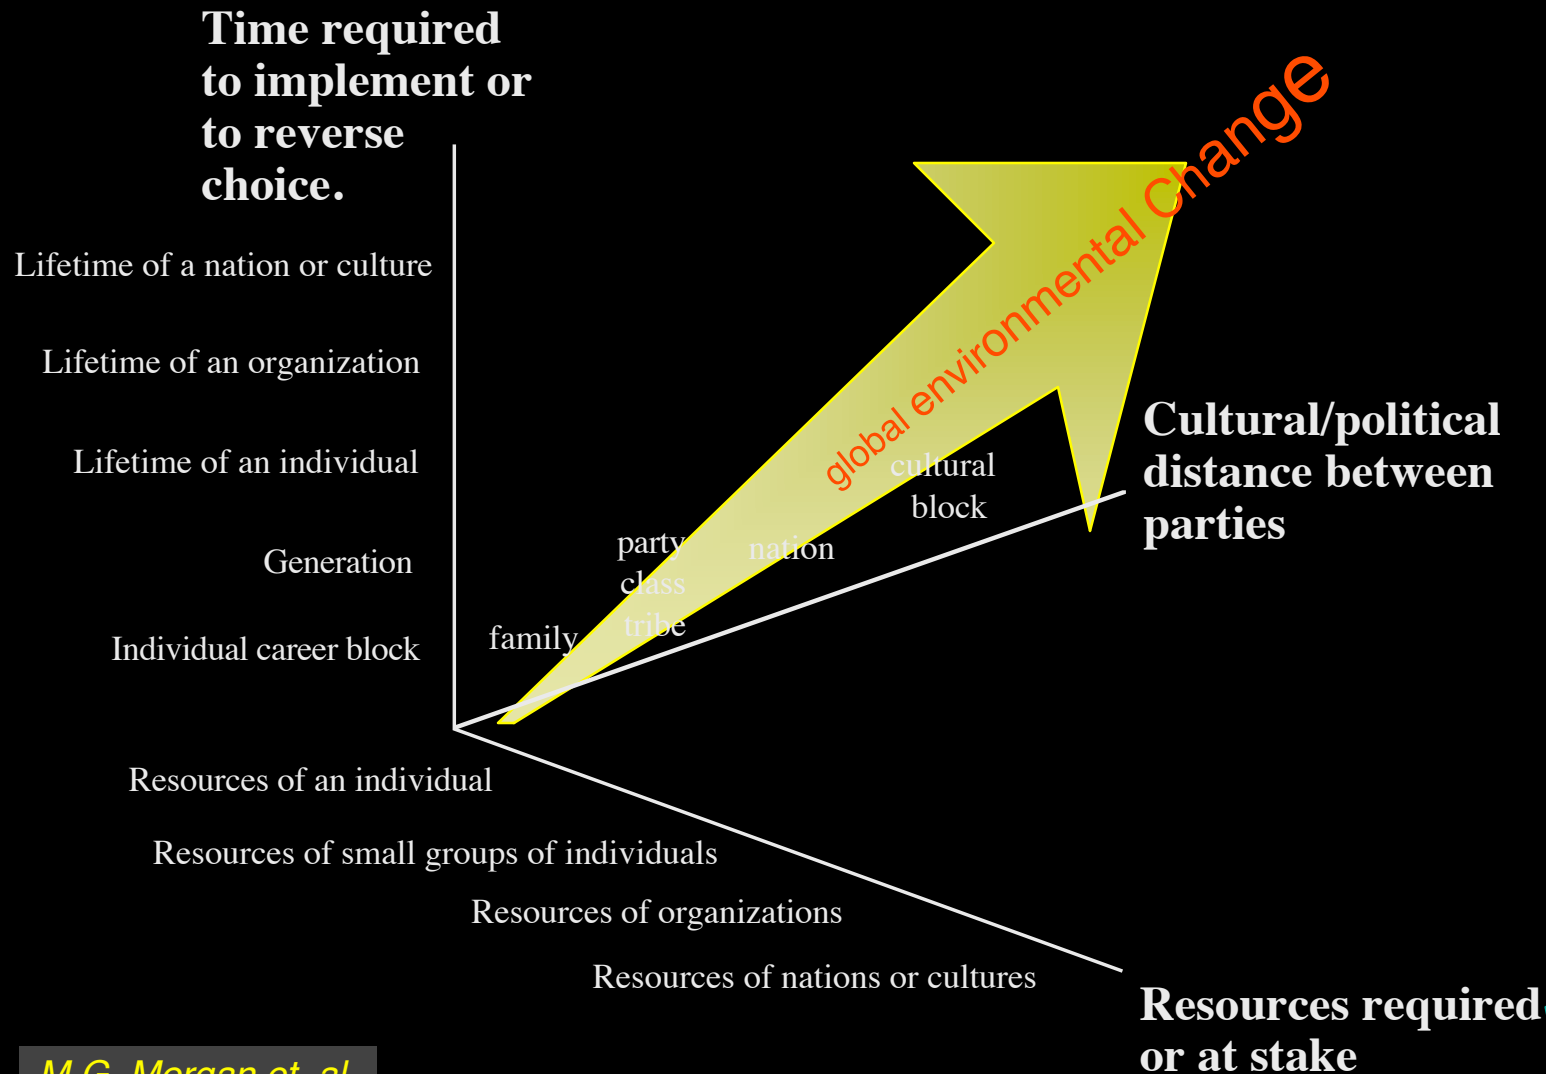 Time required
to implement or
to reverse
choice.
global environmental Change
Lifetime of a nation or culture
Lifetime of an organization
Lifetime of an individual
Generation
Individual career block
family
party
class
tribe
nation
cultural
block
Cultural/political
distance between
parties
Resources of an individual
Resources of small groups of individuals
Resources of organizations
Resources of nations or cultures
Resources required
or at stake
M.G. Morgan et. al